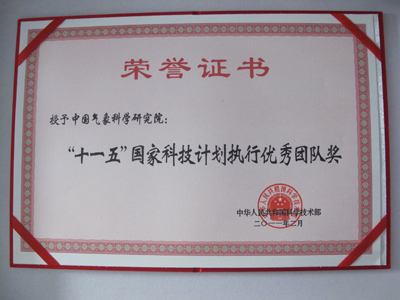 荣誉证书
授予中国气象科学研究院：
“十一五”国家科技计划执行优秀团队奖
中华人民共和国科学技术部
二〇一一年二月